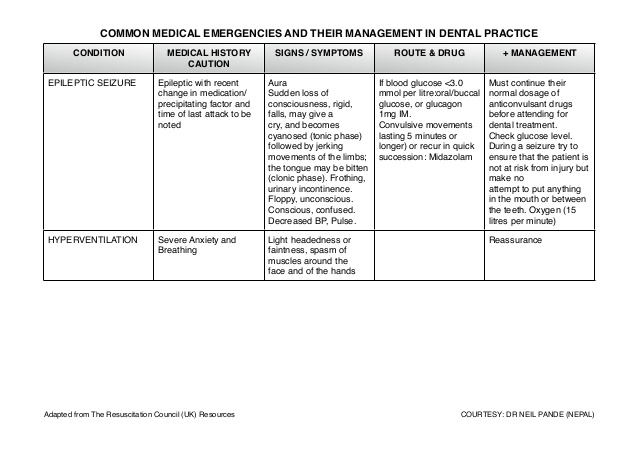 COMMON MEDICAL EMERGENCIES AND THEIR MANAGEMENT IN DENTAL PRACTICE
CONDITION
MEDICAL HISTORY
CAUTION
SIGNS / SYMPTOMS
ROUTE & DRUG
+ MANAGEMENT
EPILEPTIC SEIZURE
Epileptic with recent
change in medication/
precipitating factor and
time of last attack to be
noted
Aura
Sudden loss of
consciousness, rigid,
falls, may give a
cry, and becomes
cyanosed (tonic phase)
followed by jerking
movements of the limbs;
the tongue may be bitten
(clonic phase). Frothing,
urinary incontinence.
Floppy, unconscious.
Conscious, confused.
Decreased BP, Pulse.
If blood glucose <3.0
mmol per litre:oral/buccal
glucose, or glucagon
1mg IM.
Convulsive movements
lasting 5 minutes or
longer) or recur in quick
succession : Midazolam
Must continue their
normal dosage of
anticonvulsant drugs
before attending for
dental treatment.
Check glucose level.
During a seizure try to
ensure that the patient is
not at risk from injury but
make no
attempt to put anything
in the mouth or between
the teeth. Oxygen (15
litres per minute)
HYPERVENTILATION
Severe Anxiety and
Breathing
Light headedness or
faintness, spasm of
muscles around the
face and of the hands
Reassurance
Adapted from The Resuscitation Council (UK) Resources
COURTESY: DR NEIL PANDE (NEPAL)